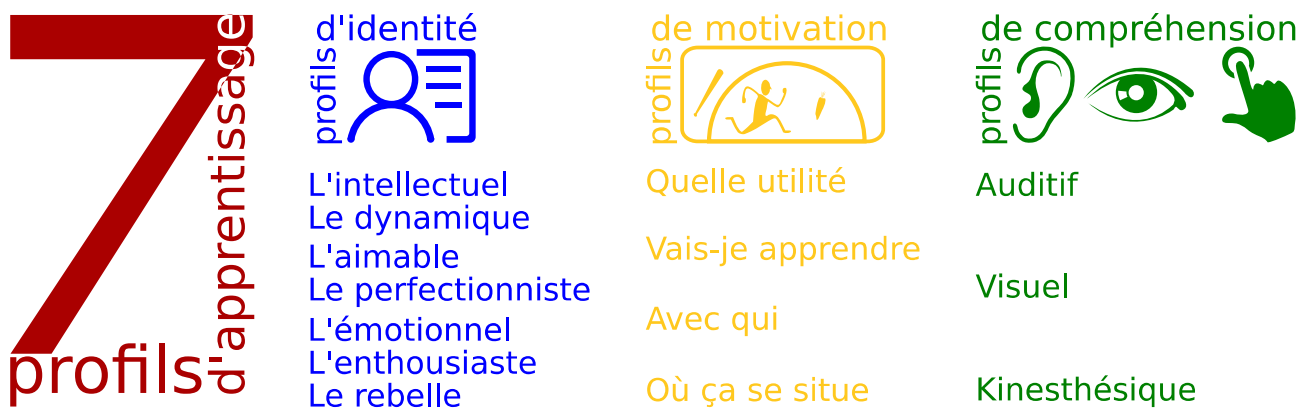 7
profils
d'apprentissage
profils
d'identité
L'intellectuel
Le dynamique
L'aimable
Le perfectionniste
L'émotionnel
L'enthousiaste
Le rebelle
profils
de motivation
Quelle utilité
Vais-je apprendre
Avec qui
Où ça se situe
profils
de compréhension
Auditif
Visuel
Kinesthésique